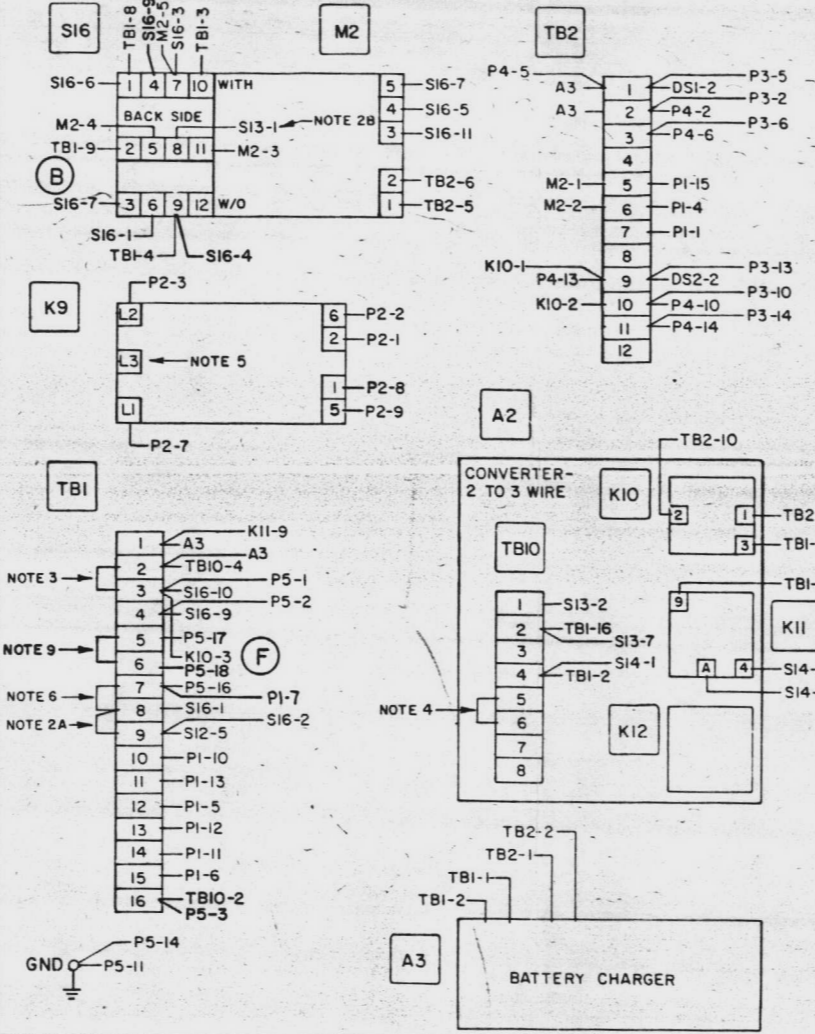 S16
TB1-8
S16-9
M2-5
S16-3
TB1-3
M2
TB2
S16-6
1 4 7 10 WITH
BACK SIDE
M2-4
S13-1
NOTE 2B
TB1-9
2 5 8 11
M2-3
B
S16-7
3 6 9 12 W/O
S16-1
TB1-4
S16-4
5 S16-7
4 S16-5
3 S16-11
2 TB2-6
1 TB2-5
P4-5
P3-5
A3 1 DS1-2
P3-2
A3 2 P4-2
P3-6
3 P4-6
4
M2-1 5 P1-15
M2-2 6 P1-4
7 P1-1
8
K10-1
P3-13
P4-13 9 DS2-2
P3-10
K10-2 10 P4-10
P3-14
11 P4-14
12
K9
P2-3
L2
L3 NOTE 5
L1
P2-7
6 P2-2
2 P2-1
1 P2-8
5 P2-9
TB1
K11-9
A3
A3
2 TB10-4
NOTE 3
P5-1
3 S16-10
P5-2
4 S16-9
5 P5-17
NOTE 9
K10-3
6 P5-18
F
7 P5-16
P1-7
NOTE 6
8 S16-1
S16-2
NOTE 2A
9 S12-5
10 P1-10
11 P1-13
12 P1-5
13 P1-12
14 P1-11
15 P1-6
16 TB10-2
P5-3
P5-14
GND P5-11
A2
TB2-10
CONVERTER-
2 TO 3 WIRE
K10
2 1 TB2
3 TB1-
TB10
TB1-
9
K11
A 4 S14-
S14-
1 S13-2
2 TB1-16
S13-7
3
S14-1
4 TB1-2
NOTE 4
5
6
7
8
K12
TB2-2
TB2-1
TB1-1
TB1-2
A3
BATTERY CHARGER